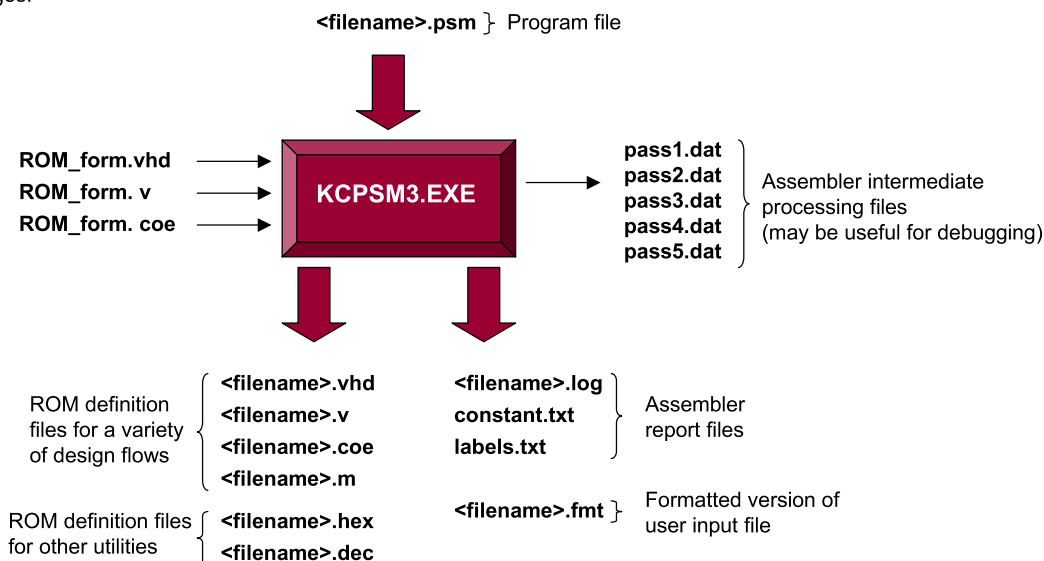 <filename>.psm } Program file
ROM_form.vhd
ROM_form. v
ROM_form. coe
KCPSM3.EXE
pass1.dat
pass2.dat
pass3.dat
pass4.dat
pass5.dat
Assembler intermediate
processing files
(may be useful for debugging)
ROM definition
files for a variety
of design flows
<filename>.vhd
<filename>.v
<filename>.coe
<filename>.m
<filename>.log
constant.txt
labels.txt
Assembler
report files
ROM definition files
for other utilities
<filename>.hex
<filename>.dec
<filename>.fmt }
Formatted version of
user input file